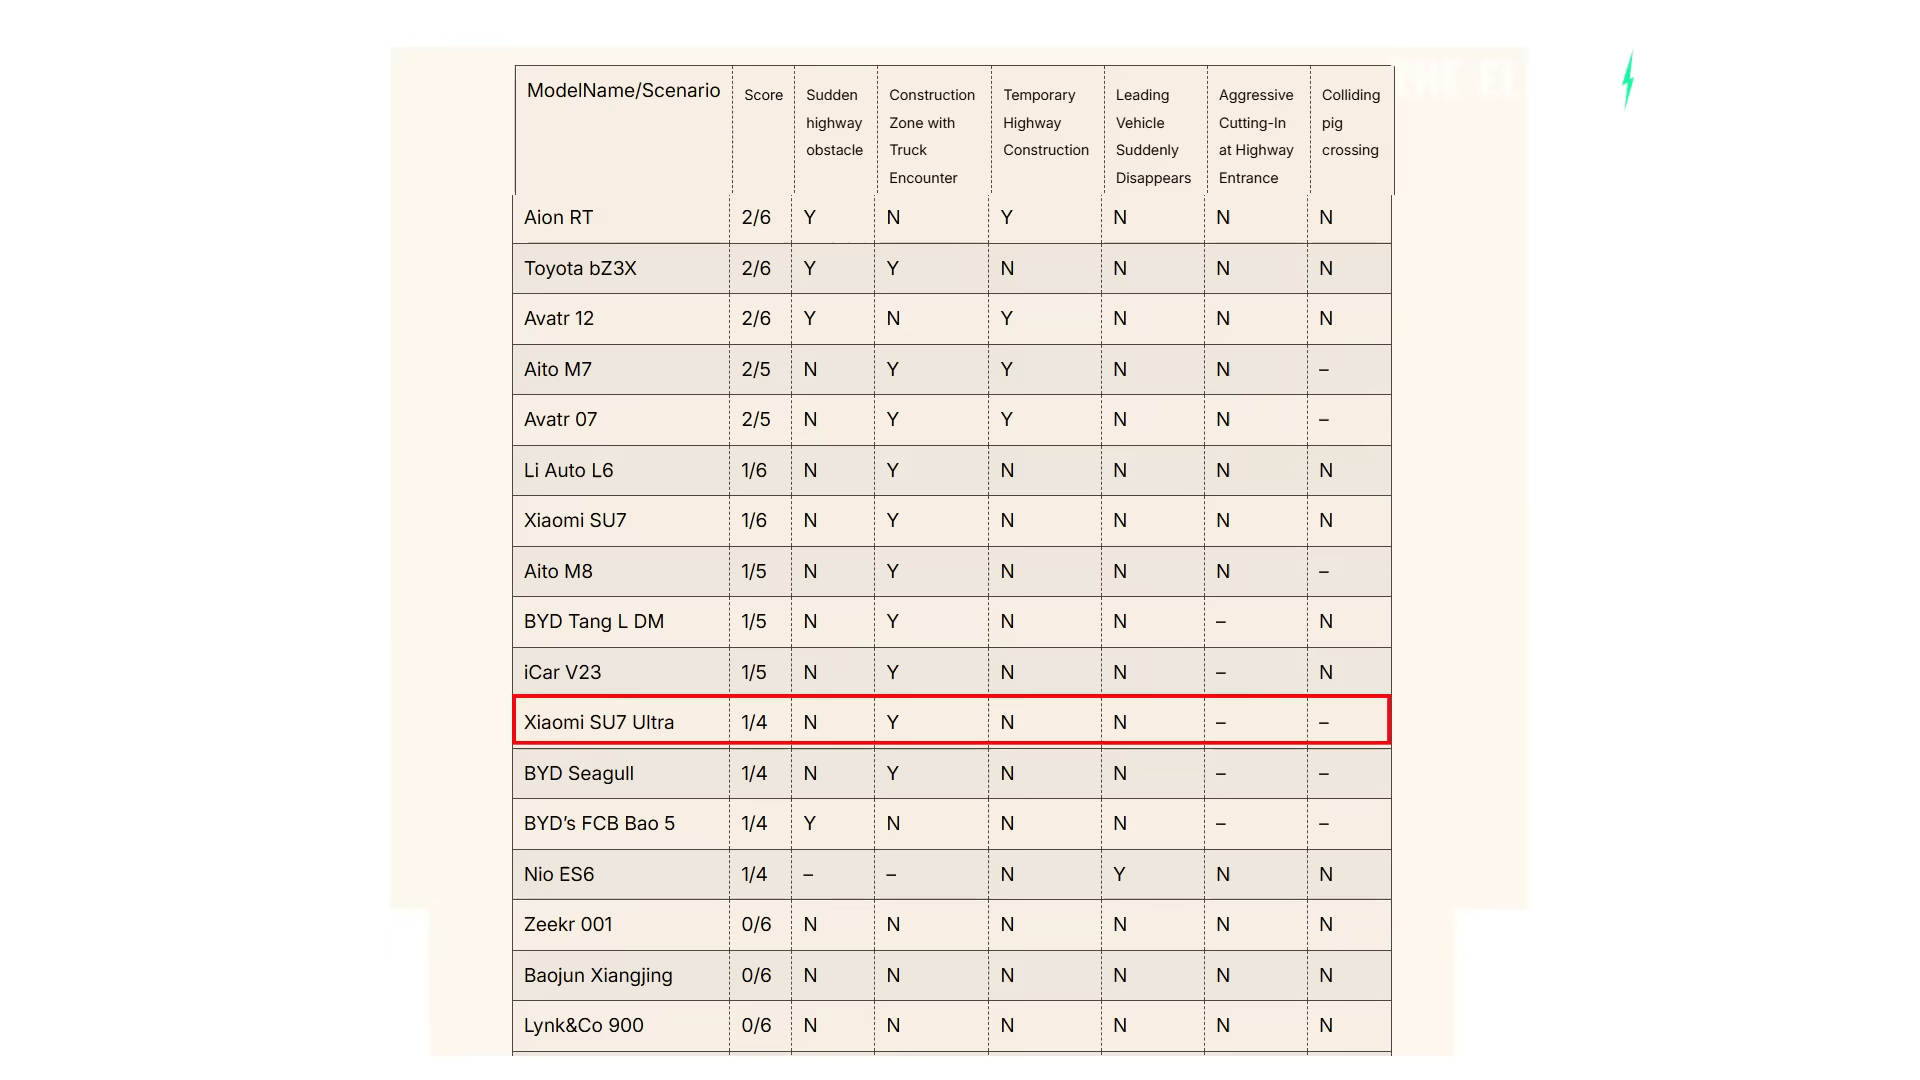 THE EL
ModelName/Scenario Score Sudden highway obstacle Construction Zone with Truck Encounter Temporary Highway Construction Leading Vehicle Suddenly Disappears Aggressive Cutting-In at Highway Entrance Colliding pig crossing
Aion RT 2/6 Y N Y N N N
Toyota bZ3X 2/6 Y Y N N N N
Avatr 12 2/6 Y N Y N N N
Aito M7 2/5 N Y Y N N –
Avatr 07 2/5 N Y Y N N –
Li Auto L6 1/6 N Y N N N N
Xiaomi SU7 1/6 N Y N N N N
Aito M8 1/5 N Y N N N –
BYD Tang L DM 1/5 N Y N N – N
iCar V23 1/5 N Y N N – N
Xiaomi SU7 Ultra 1/4 N Y N N – –
BYD Seagull 1/4 N Y N N – –
BYD’s FCB Bao 5 1/4 Y N N N – –
Nio ES6 1/4 – – N Y N N
Zeekr 001 0/6 N N N N N N
Baojun Xiangjing 0/6 N N N N N N
Lynk&Co 900 0/6 N N N N N N